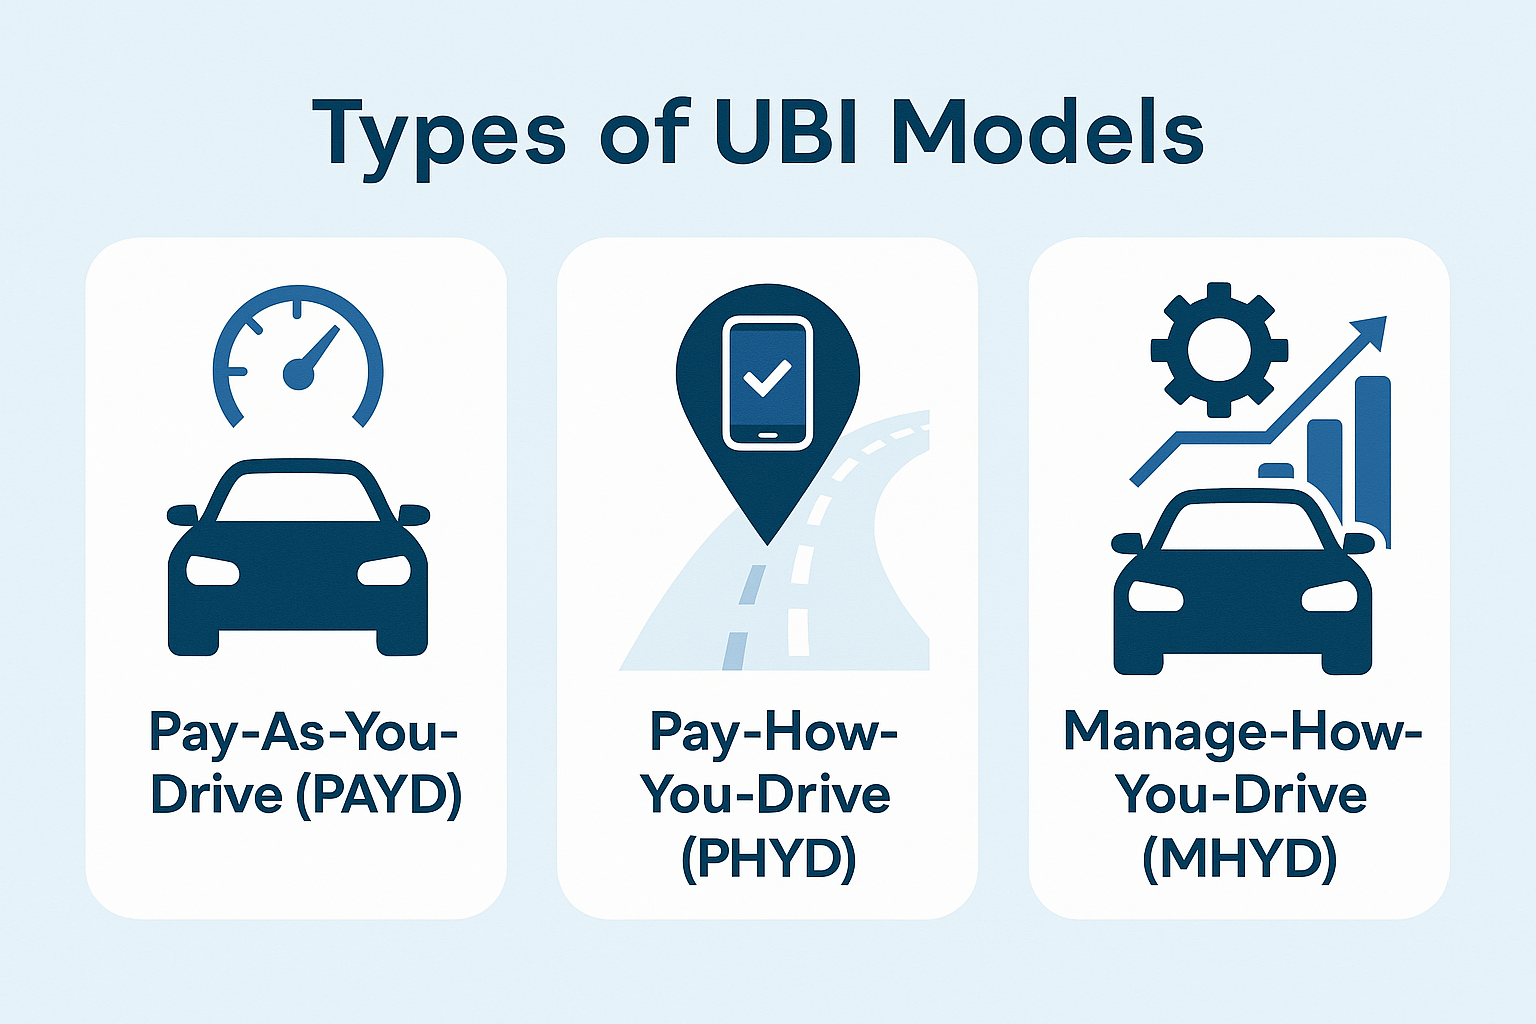 Types of UBI Models
Pay-As-You-
Drive (PAYD)
Pay-How-
You-Drive
(PHYD)
Manage-How-
You-Drive
(MHYD)